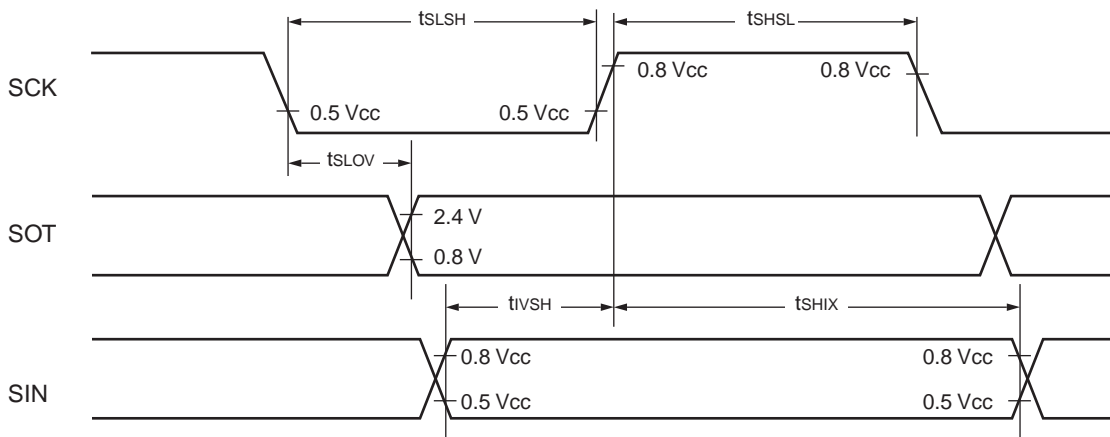 tSLSH tSHSL
SCK
0.8 Vcc 0.8 Vcc
0.5 Vcc 0.5 Vcc
tSLOV
SOT
2.4 V
0.8 V
tIVSH tSHIX
SIN
0.8 Vcc 0.8 Vcc
0.5 Vcc 0.5 Vcc